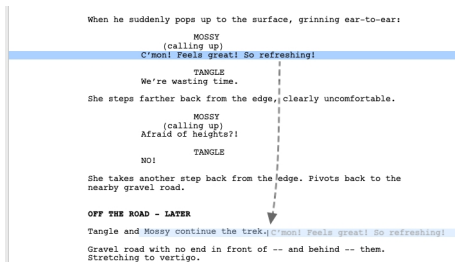 When he suddenly pops up to the surface, grinning ear-to-ear:
MOSSY
(calling up)
C'mon! Feels great! So refreshing!
TANGLE
We're wasting time.
She steps farther back from the edge, clearly uncomfortable.
MOSSY
(calling up)
Afraid of heights?!
TANGLE
NO!
She takes another step back from the edge. Pivots back to the
nearby gravel road.
OFF THE ROAD - LATER
Tangle and Mossy continue the trek. C'mon! Feels great! So refreshing!
Gravel road with no end in front of -- and behind -- them.
Stretching to vertigo.